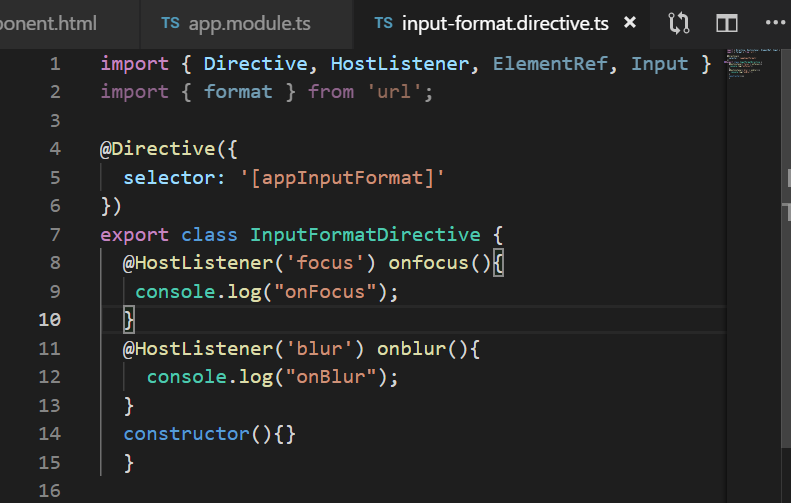 ponent.html TS app.module.ts TS input-format.directive.ts × ...
1 import { Directive, HostListener, ElementRef, Input }
2 import { format } from 'url';
3
4 @Directive({
5   selector: '[appInputFormat]'
6 })
7 export class InputFormatDirective {
8   @HostListener('focus') onfocus(){
9    console.log("onFocus");
10   }
11   @HostListener('blur') onblur(){
12     console.log("onBlur");
13   }
14   constructor(){}
15   }
16